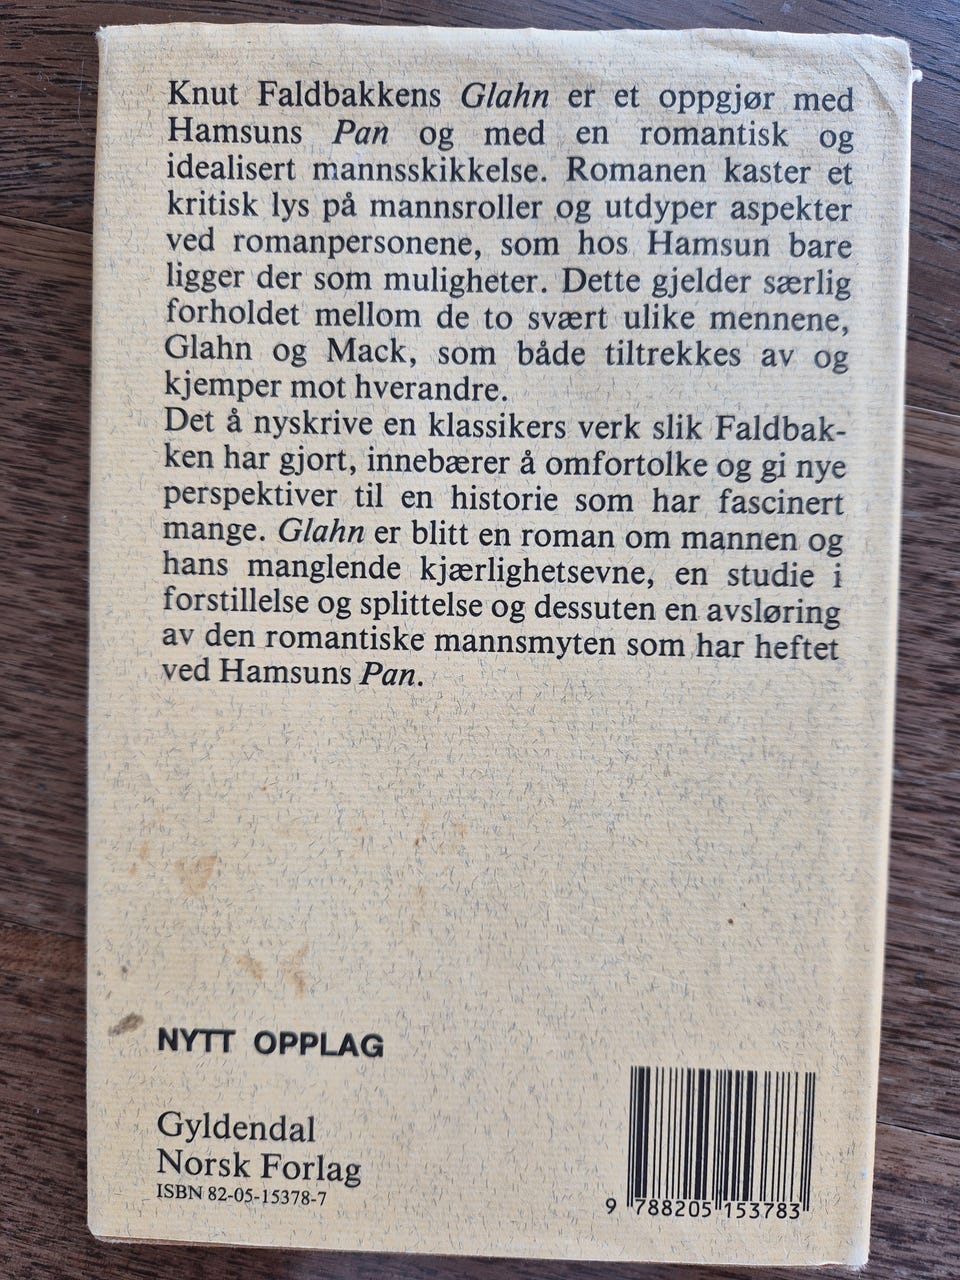 Knut Faldbakkens Glahn er et oppgjør med
Hamsuns Pan og med en romantisk og
idealisert mannsskikkelse. Romanen kaster et
kritisk lys på mannsroller og utdyper aspekter
ved romanpersonene, som hos Hamsun bare
ligger der som muligheter. Dette gjelder særlig
forholdet mellom de to svært ulike mennene,
Glahn og Mack, som både tiltrekkes av og
kjemper mot hverandre.
Det å nyskrive en klassikers verk slik Faldbak-
ken har gjort, innebærer å omfortolke og gi nye
perspektiver til en historie som har fascinert
mange. Glahn er blitt en roman om mannen og
hans manglende kjærlighetsevne, en studie i
forstillelse og splittelse og dessuten en avsløring
av den romantiske mannsmyten som har heftet
ved Hamsuns Pan.
NYTT OPPLAG
Gyldendal
Norsk Forlag
ISBN 82-05-15378-7
9 788205 153783